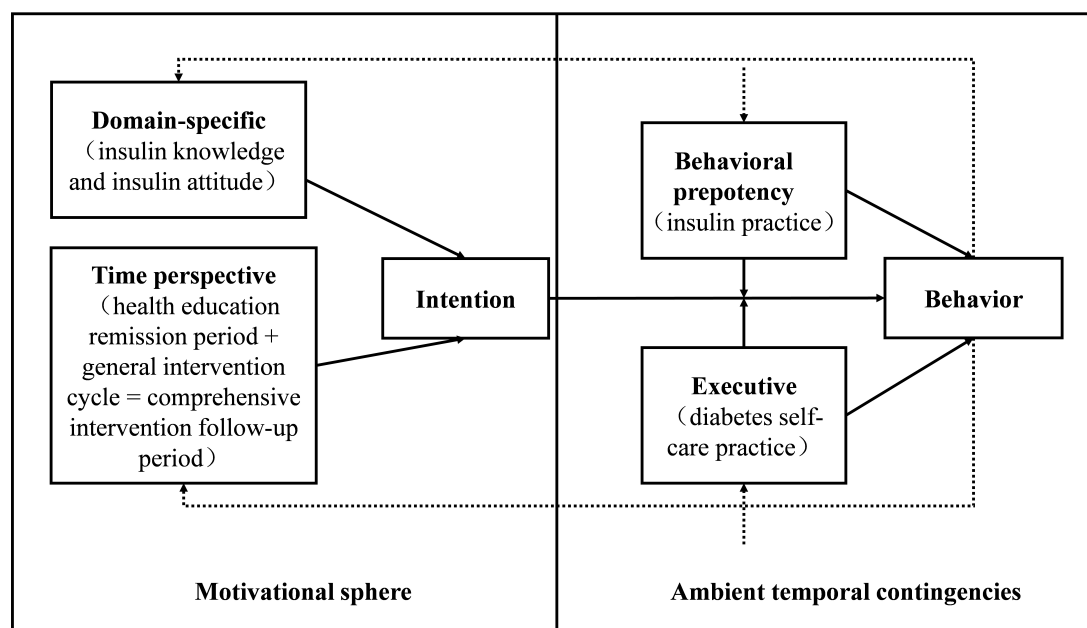 Domain-specific
（insulin knowledge
and insulin attitude）
Time perspective
（health education
remission period +
general intervention
cycle = comprehensive
intervention follow-up
period）
Intention
Behavioral
prepotency
（insulin practice）
Executive
（diabetes self-
care practice）
Behavior
Motivational sphere
Ambient temporal contingencies